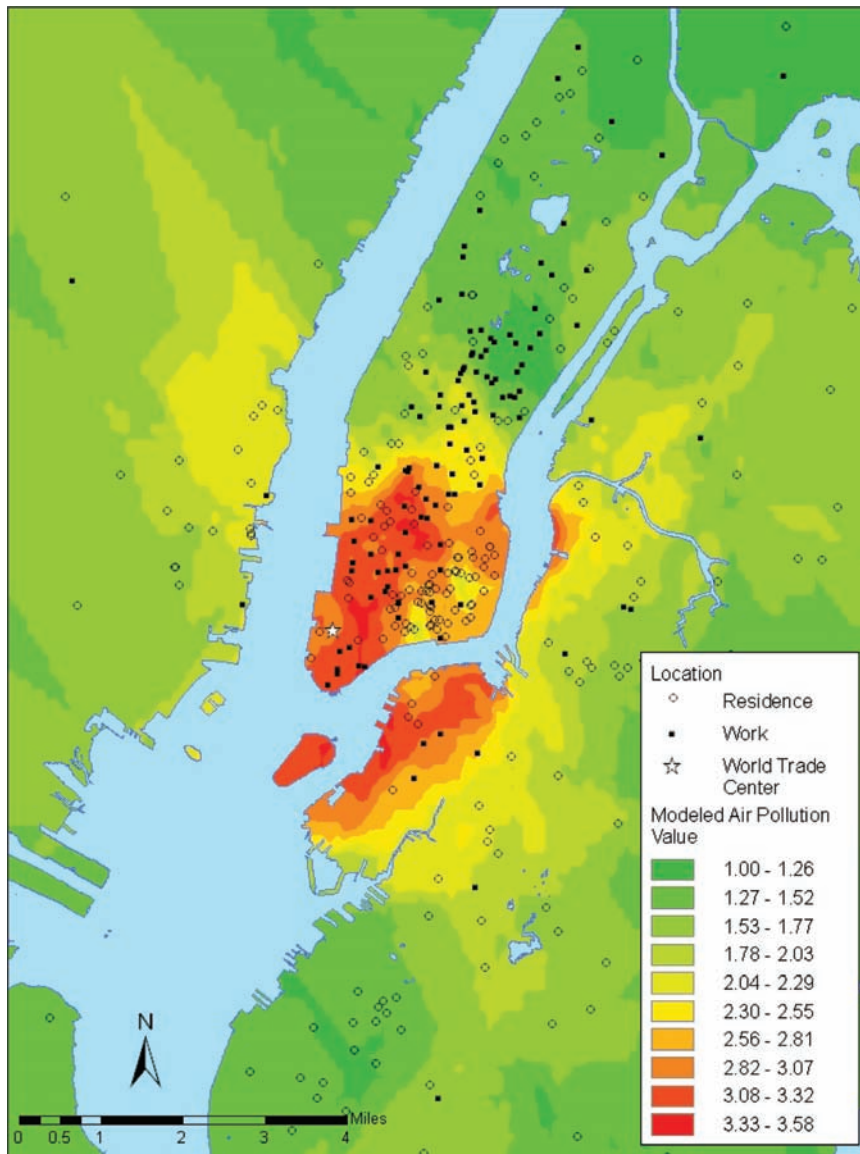 Location
Residence
Work
World Trade
Center
Modeled Air Pollution
Value
1.00 - 1.26
1.27 - 1.52
1.53 - 1.77
1.78 - 2.03
2.04 - 2.29
2.30 - 2.55
2.56 - 2.81
2.82 - 3.07
3.08 - 3.32
3.33 - 3.58
N
Miles
0 0.5 1 2 3 4